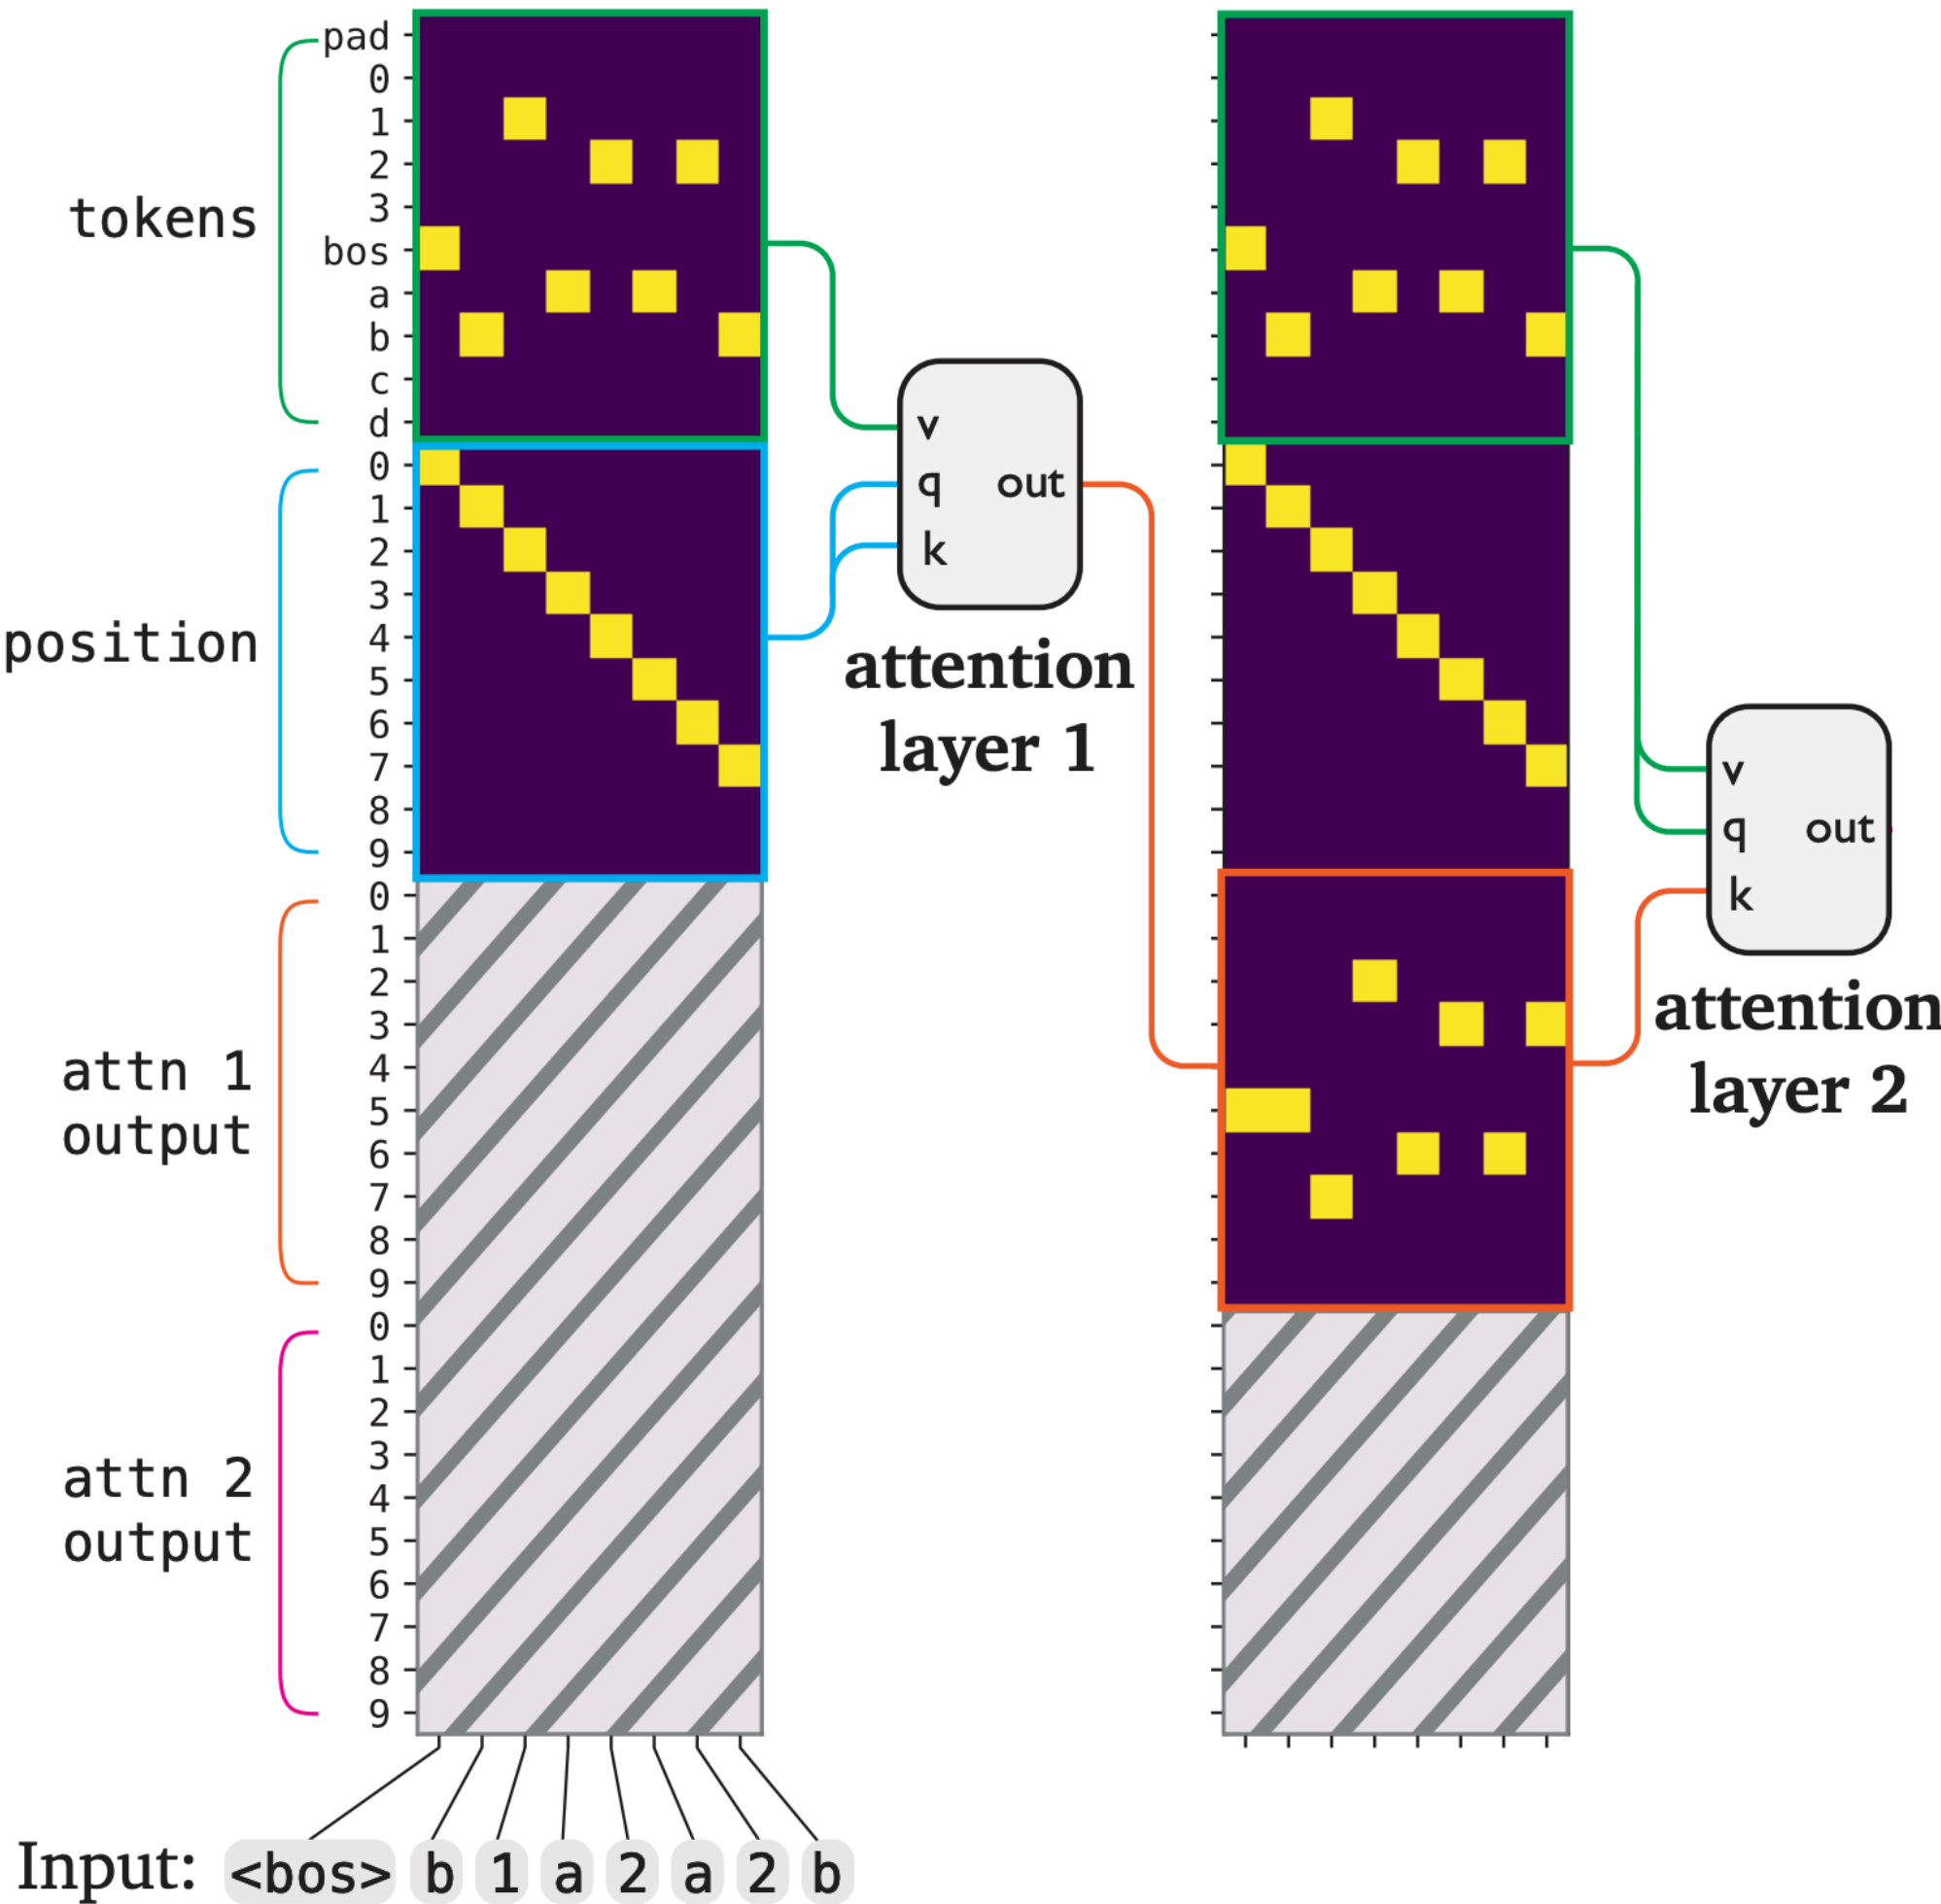 tokens
pad
0
1
2
3
bos
a
b
c
d
position
0
1
2
3
4
5
6
7
8
9
attn 1
output
0
1
2
3
4
5
6
7
8
9
attn 2
output
0
1
2
3
4
5
6
7
8
9
v
q out
k
attention
layer 1
v
q out
k
attention
layer 2
Input: <bos> b 1 a 2 a 2 b